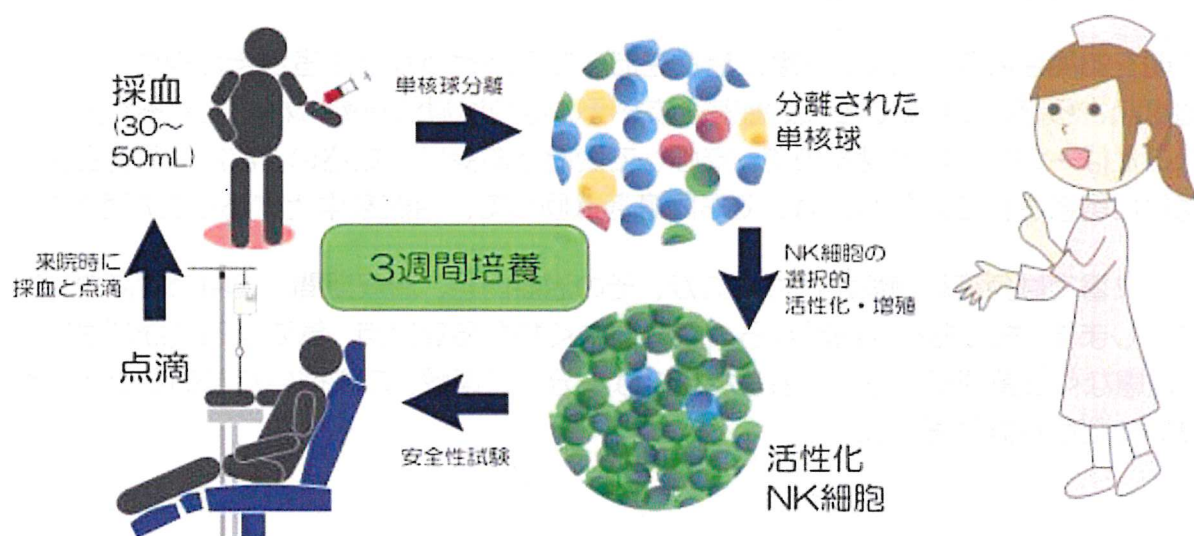 採血
(30～
50mL)
単核球分離
分離された
単核球
3週間培養
NK細胞の
選択的
活性化・増殖
活性化
NK細胞
安全性試験
点滴
来院時に
採血と点滴